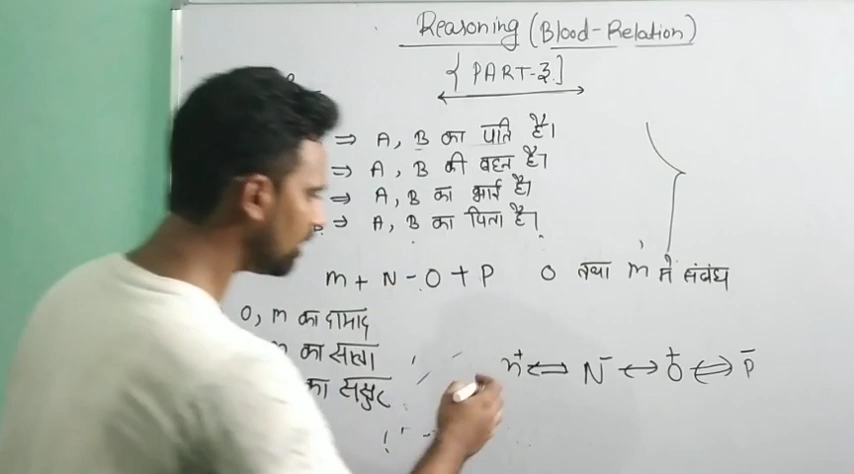 Reasoning (Blood-Relation)
{PART-3.]
⇒ A, B का पति है।
⇒ A, B की बहन है।
⇒ A, B का भाई है।
⇒ A, B का पिता है।
m + N - O + P O तथा m में संबंध
O, m का दामाद
m का साला
का ससुर
m⁺ ⇔ N⁻ ↔ O⁺ ⇔ P⁻